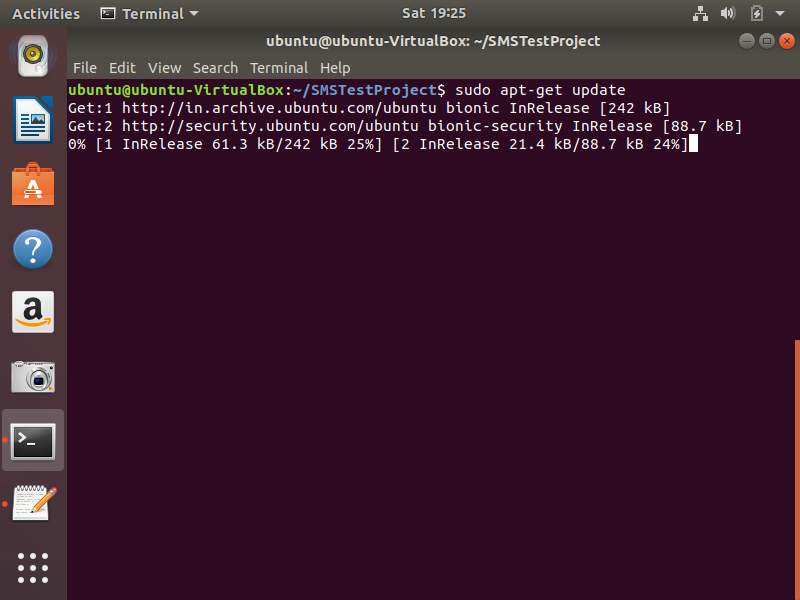 Activities Terminal Sat 19:25
ubuntu@ubuntu-VirtualBox: ~/SMSTestProject
File Edit View Search Terminal Help
ubuntu@ubuntu-VirtualBox:~/SMSTestProject$ sudo apt-get update
Get:1 http://in.archive.ubuntu.com/ubuntu bionic InRelease [242 kB]
Get:2 http://security.ubuntu.com/ubuntu bionic-security InRelease [88.7 kB]
0% [1 InRelease 61.3 kB/242 kB 25%] [2 InRelease 21.4 kB/88.7 kB 24%]